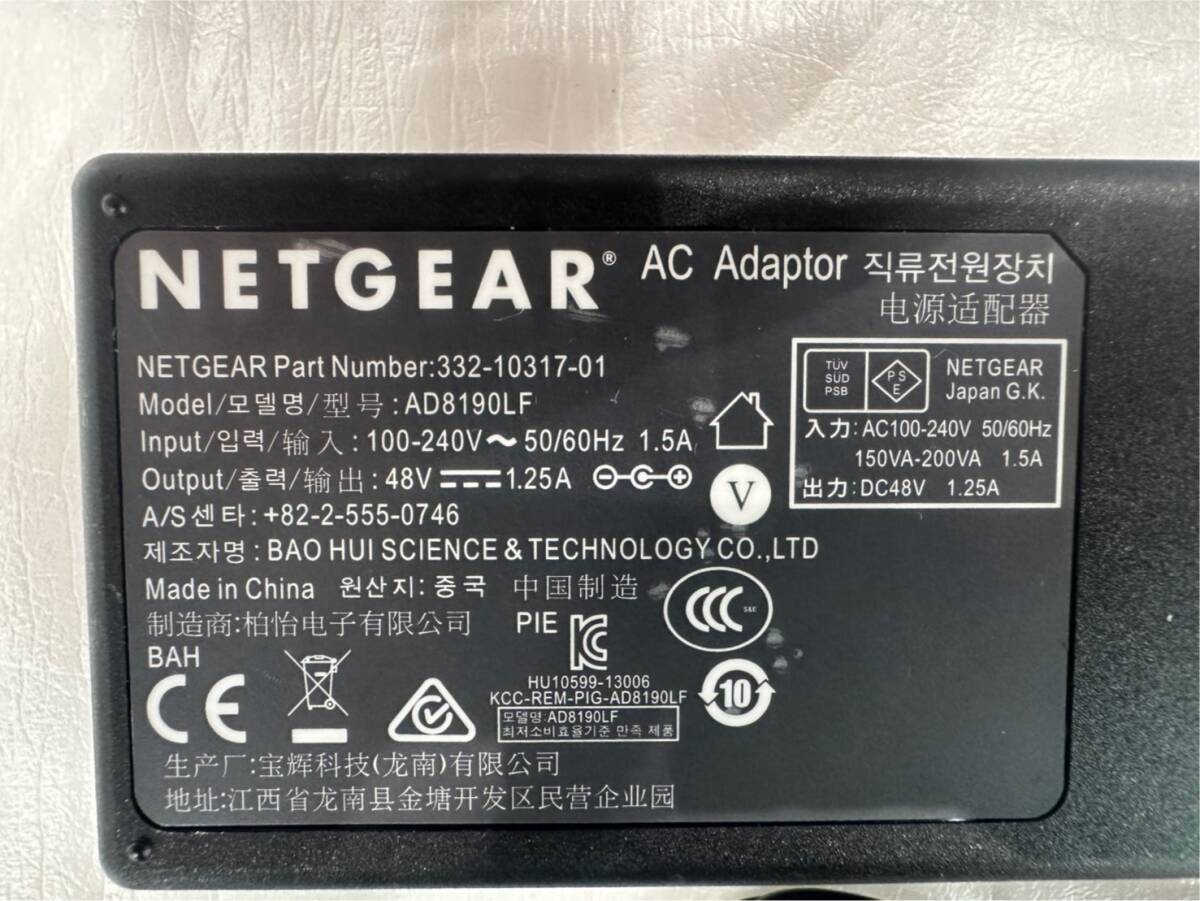 NETGEAR® AC Adaptor 직류전원장치
电源适配器
NETGEAR Part Number:332-10317-01
Model/모델명/型号:AD8190LF
Input/입력/输入:100-240V～50/60Hz 1.5A
Output/출력/输出:48V⎓1.25A
A/S센타:+82-2-555-0746
제조자명:BAO HUI SCIENCE & TECHNOLOGY CO.,LTD
Made in China 원산지:중국 中国制造
制造商:柏怡电子有限公司
BAH
PIE
HU10599-13006
KCC-REM-PIG-AD8190LF
모델명:AD8190LF
최저소비효율기준 만족 제품
生产厂:宝辉科技(龙南)有限公司
地址:江西省龙南县金塘开发区民营企业园
TÜV
SÜD
PSB
PS
E
NETGEAR
Japan G.K.
入力:AC100-240V 50/60Hz
150VA-200VA 1.5A
出力:DC48V 1.25A
V
CCC
S&E
10
CE